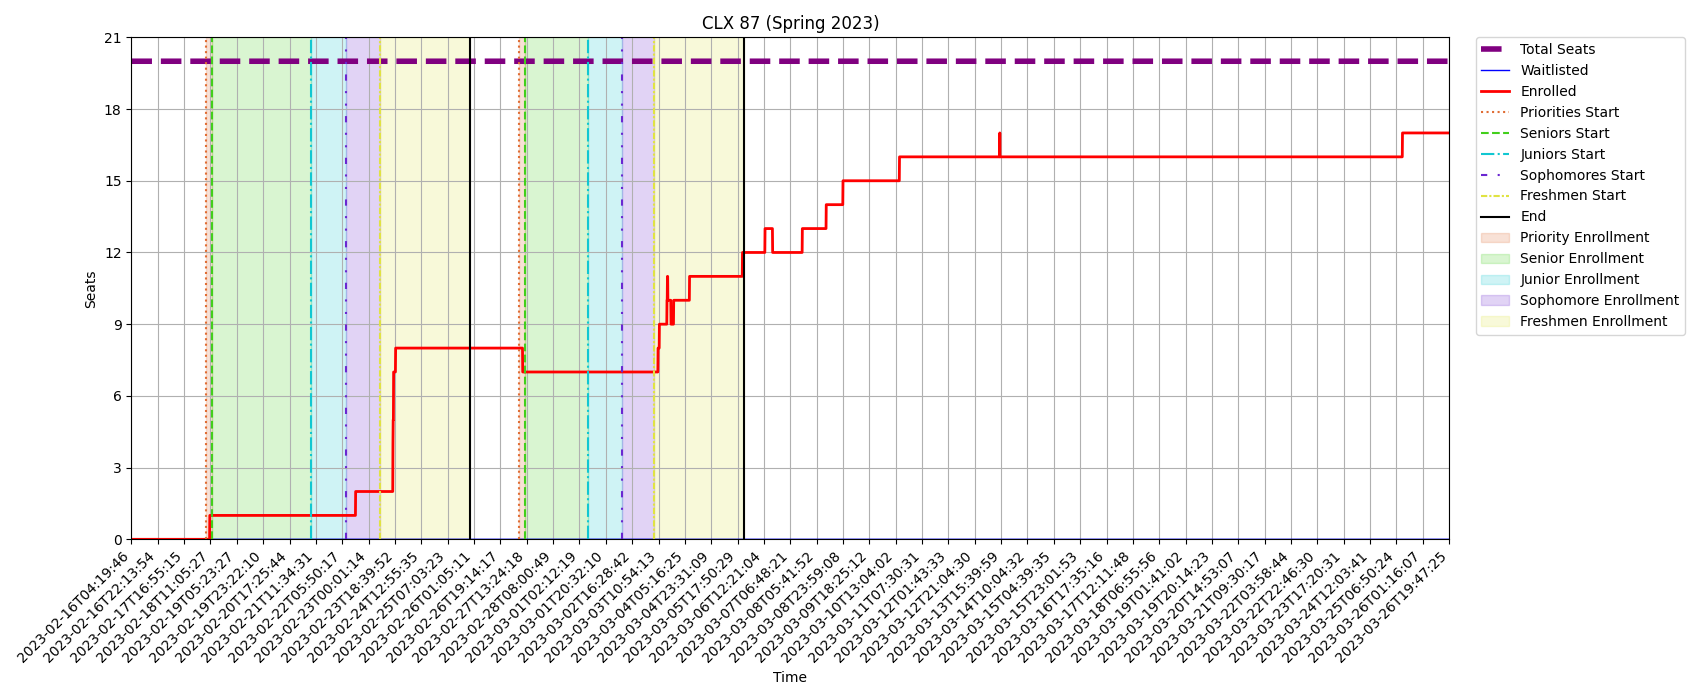 CLX 87 (Spring 2023)
21
18
15
12
9
6
3
0
Seats
2023-02-16T04:19:46
2023-02-16T22:13:54
2023-02-17T16:55:15
2023-02-18T11:05:27
2023-02-19T05:23:27
2023-02-19T23:22:10
2023-02-20T17:25:44
2023-02-21T11:34:31
2023-02-22T05:50:17
2023-02-23T00:01:14
2023-02-23T18:39:52
2023-02-24T12:55:35
2023-02-25T07:03:23
2023-02-26T01:05:11
2023-02-26T19:14:17
2023-02-27T13:24:18
2023-02-28T08:00:49
2023-03-01T02:12:19
2023-03-01T20:32:10
2023-03-02T16:28:42
2023-03-03T10:54:13
2023-03-04T05:16:25
2023-03-04T23:31:09
2023-03-05T17:50:29
2023-03-06T12:21:04
2023-03-07T06:48:21
2023-03-08T05:41:52
2023-03-08T23:59:08
2023-03-09T18:25:12
2023-03-10T13:04:02
2023-03-11T07:30:31
2023-03-12T01:43:33
2023-03-12T21:04:30
2023-03-13T15:39:59
2023-03-14T10:04:32
2023-03-15T04:39:35
2023-03-15T23:01:53
2023-03-16T17:35:16
2023-03-17T12:11:48
2023-03-18T06:55:56
2023-03-19T01:41:02
2023-03-19T20:14:23
2023-03-20T14:53:07
2023-03-21T09:30:17
2023-03-22T03:58:44
2023-03-22T22:46:30
2023-03-23T17:20:31
2023-03-24T12:03:41
2023-03-25T06:50:24
2023-03-26T01:16:07
2023-03-26T19:47:25
Time
Total Seats
Waitlisted
Enrolled
Priorities Start
Seniors Start
Juniors Start
Sophomores Start
Freshmen Start
End
Priority Enrollment
Senior Enrollment
Junior Enrollment
Sophomore Enrollment
Freshmen Enrollment